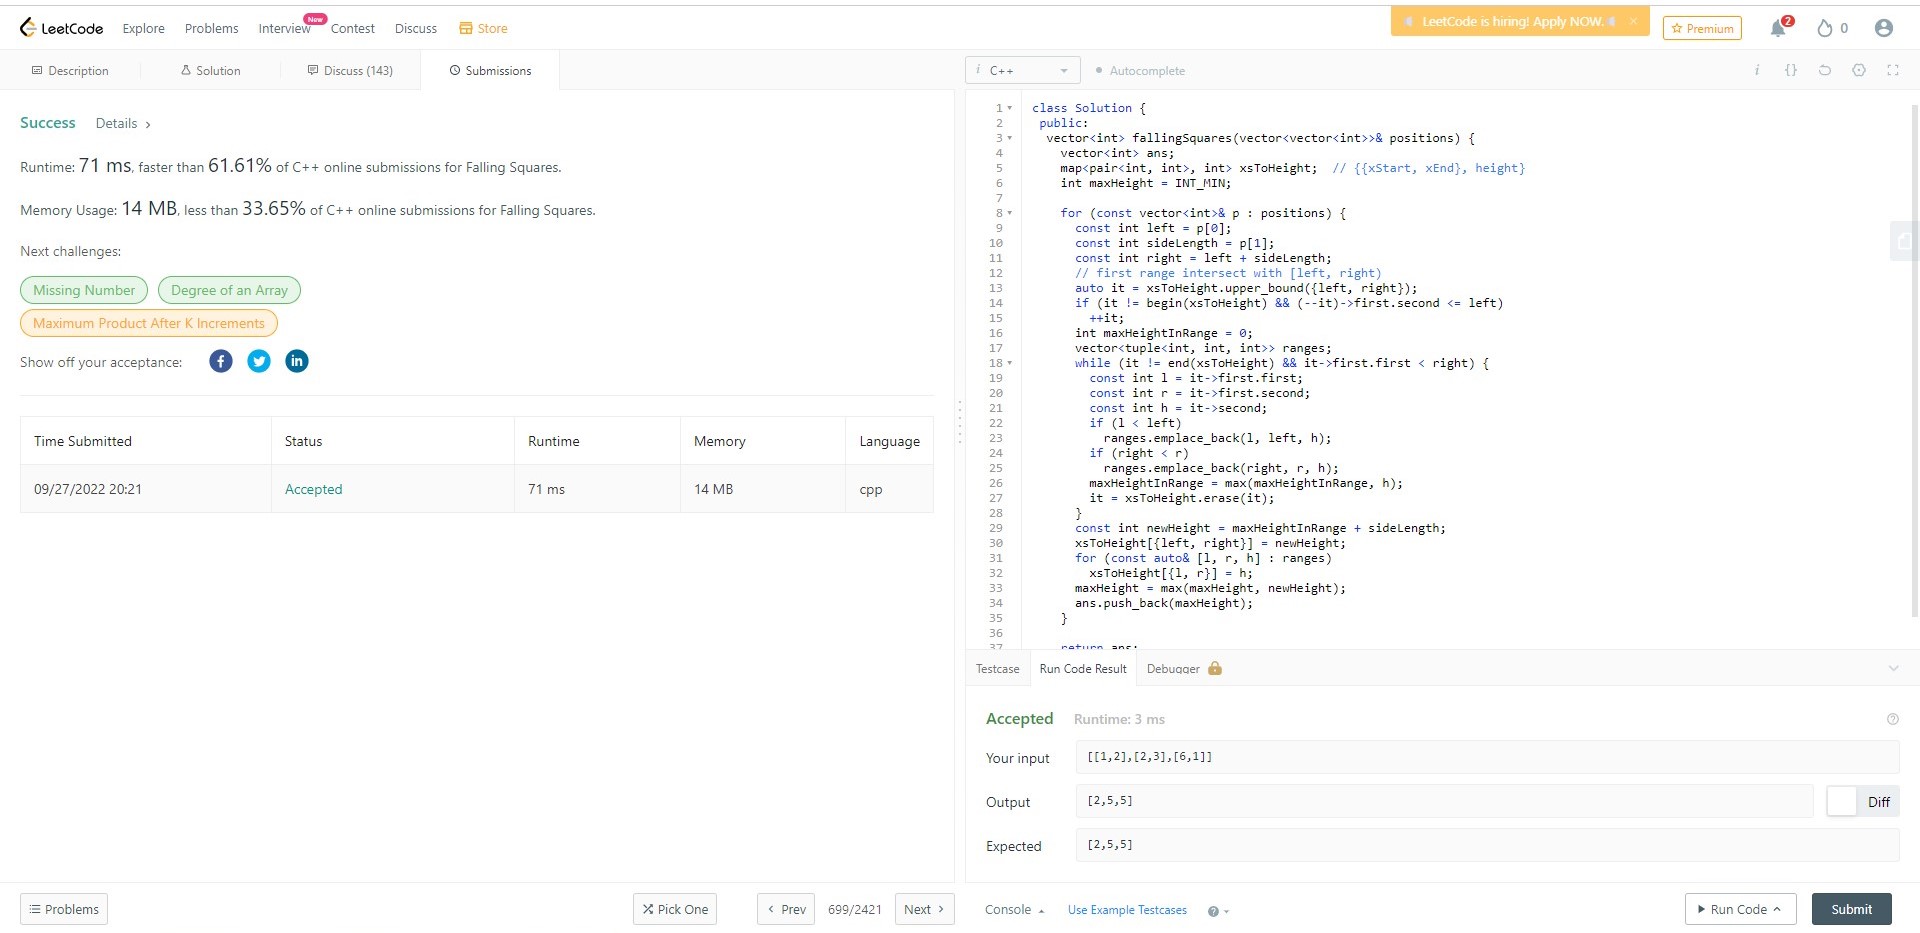 LeetCode
Explore
Problems
Interview
New
Contest
Discuss
Store
LeetCode is hiring! Apply NOW.
Premium
2
0
Description
Solution
Discuss (143)
Submissions
i C++
Autocomplete
Success
Details
Runtime: 71 ms, faster than 61.61% of C++ online submissions for Falling Squares.
Memory Usage: 14 MB, less than 33.65% of C++ online submissions for Falling Squares.
Next challenges:
Missing Number
Degree of an Array
Maximum Product After K Increments
Show off your acceptance:
Time Submitted Status Runtime Memory Language
09/27/2022 20:21 Accepted 71 ms 14 MB cpp
1 class Solution {
2 public:
3 vector<int> fallingSquares(vector<vector<int>>& positions) {
4 vector<int> ans;
5 map<pair<int, int>, int> xsToHeight;  // {{xStart, xEnd}, height}
6 int maxHeight = INT_MIN;
7
8 for (const vector<int>& p : positions) {
9 const int left = p[0];
10 const int sideLength = p[1];
11 const int right = left + sideLength;
12 // first range intersect with [left, right)
13 auto it = xsToHeight.upper_bound({left, right});
14 if (it != begin(xsToHeight) && (--it)->first.second <= left)
15 ++it;
16 int maxHeightInRange = 0;
17 vector<tuple<int, int, int>> ranges;
18 while (it != end(xsToHeight) && it->first.first < right) {
19 const int l = it->first.first;
20 const int r = it->first.second;
21 const int h = it->second;
22 if (l < left)
23 ranges.emplace_back(l, left, h);
24 if (right < r)
25 ranges.emplace_back(right, r, h);
26 maxHeightInRange = max(maxHeightInRange, h);
27 it = xsToHeight.erase(it);
28 }
29 const int newHeight = maxHeightInRange + sideLength;
30 xsToHeight[{left, right}] = newHeight;
31 for (const auto& [l, r, h] : ranges)
32 xsToHeight[{l, r}] = h;
33 maxHeight = max(maxHeight, newHeight);
34 ans.push_back(maxHeight);
35 }
36
37 return ans;
Testcase
Run Code Result
Debugger
Accepted Runtime: 3 ms
Your input [[1,2],[2,3],[6,1]]
Output [2,5,5] Diff
Expected [2,5,5]
Problems
Pick One
Prev
699/2421
Next
Console
Use Example Testcases
Run Code
Submit